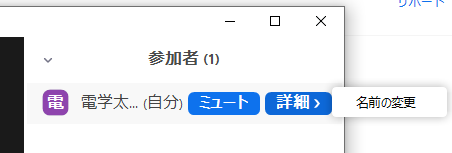 リポート
参加者 (1)
電 電学太... (自分) ミュート 詳細 › 名前の変更